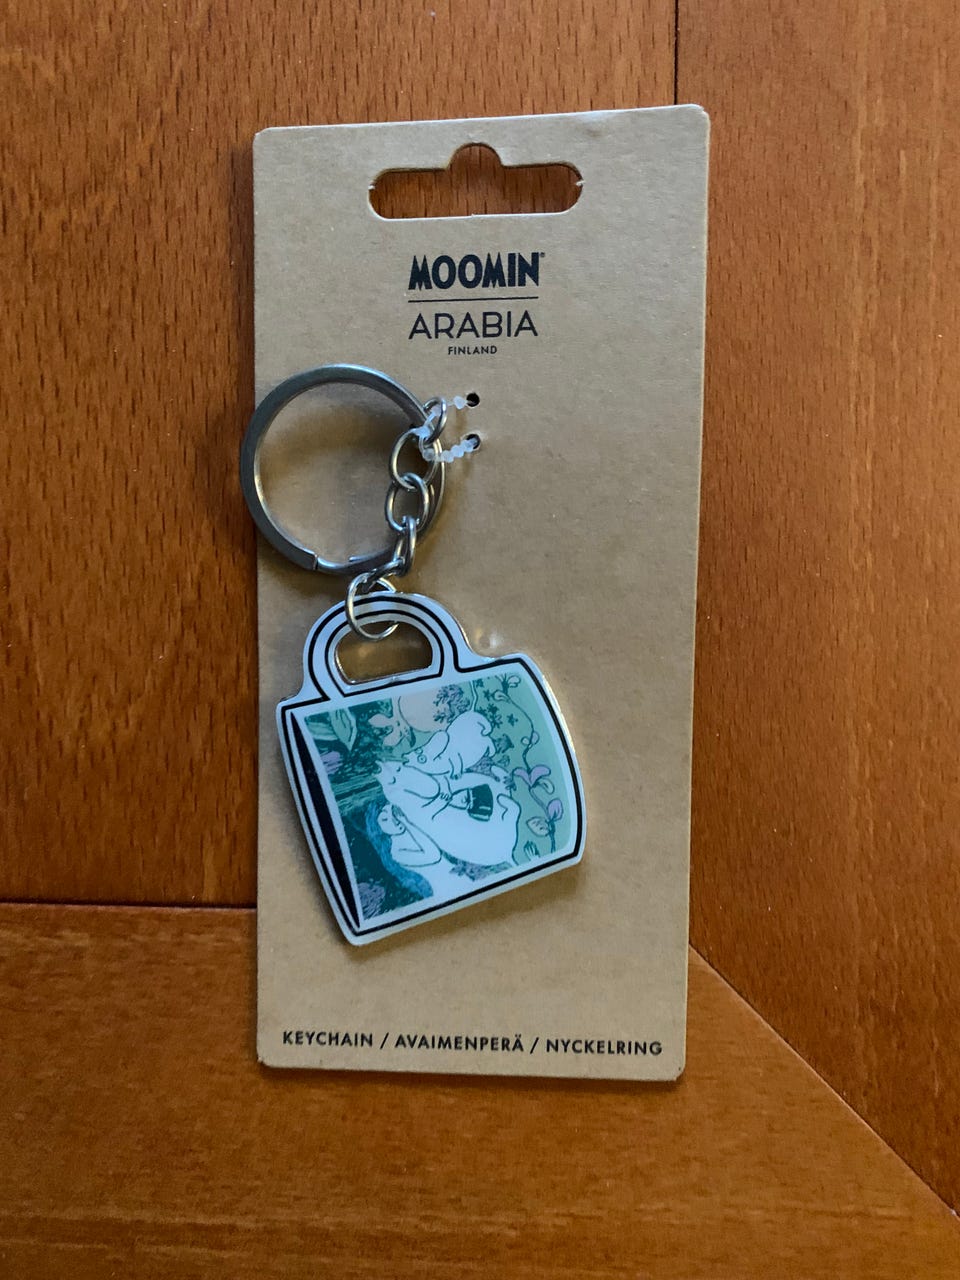 MOOMIN
ARABIA
FINLAND
KEYCHAIN / AVAIMENPERÄ / NYCKELRING